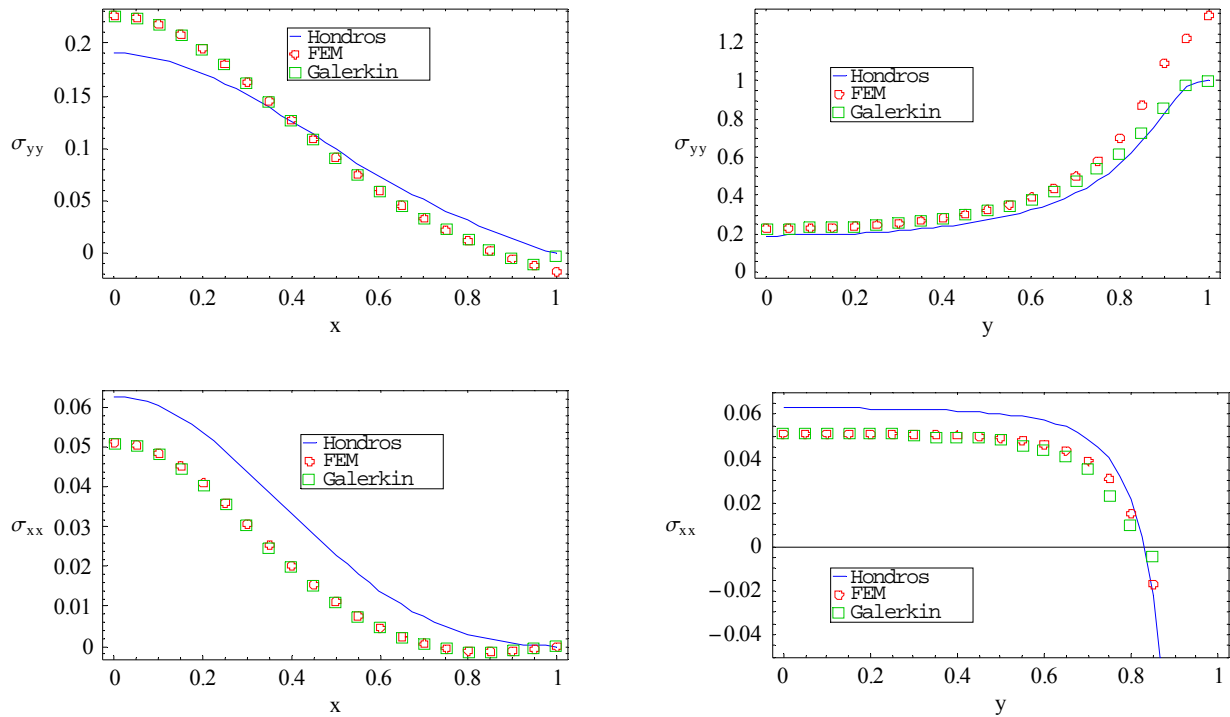 0.2
0.15
0.1
0.05
0
σyy
Hondros
FEM
Galerkin
0 0.2 0.4 0.6 0.8 1
x
1.2
1
0.8
0.6
0.4
0.2
0
σyy
Hondros
FEM
Galerkin
0 0.2 0.4 0.6 0.8 1
y
0.06
0.05
0.04
0.03
0.02
0.01
0
σxx
Hondros
FEM
Galerkin
0 0.2 0.4 0.6 0.8 1
x
0.06
0.04
0.02
0
−0.02
−0.04
σxx
Hondros
FEM
Galerkin
0 0.2 0.4 0.6 0.8 1
y